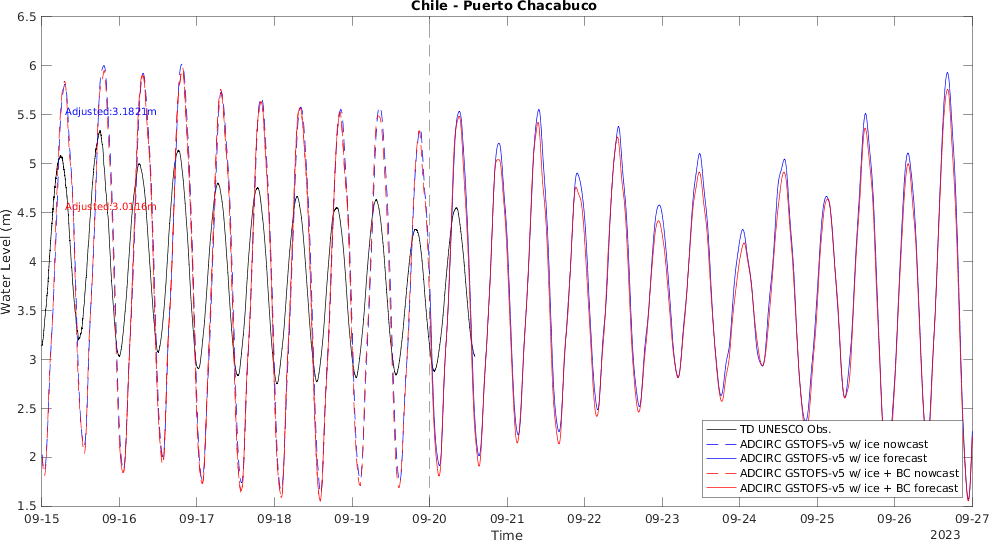 Chile - Puerto Chacabuco
6.5
6
5.5
5
4.5
4
3.5
3
2.5
2
1.5
Water Level (m)
Adjusted:3.1821m
Adjusted:3.0116m
TD UNESCO Obs.
ADCIRC GSTOFS-v5 w/ ice nowcast
ADCIRC GSTOFS-v5 w/ ice forecast
ADCIRC GSTOFS-v5 w/ ice + BC nowcast
ADCIRC GSTOFS-v5 w/ ice + BC forecast
09-15 09-16 09-17 09-18 09-19 09-20 09-21 09-22 09-23 09-24 09-25 09-26 09-27
Time
2023